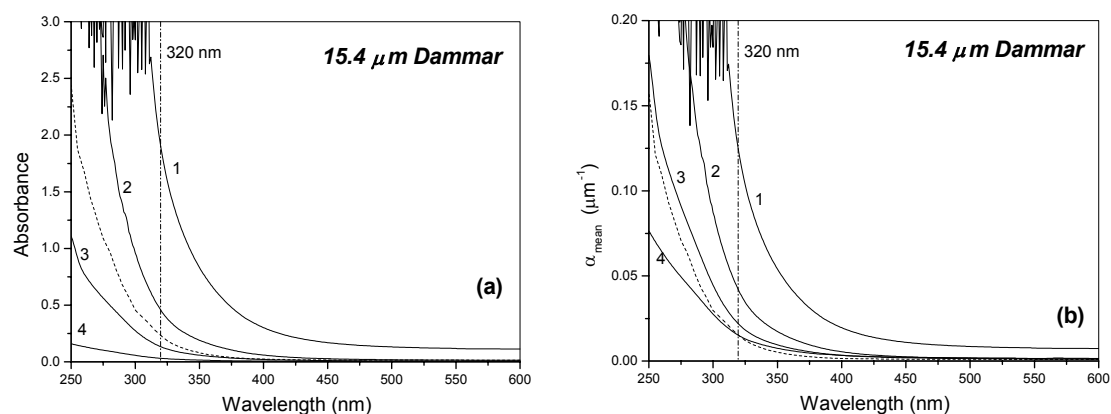 3.0
2.5
2.0
1.5
1.0
0.5
0.0
250 300 350 400 450 500 550 600
Absorbance
Wavelength (nm)
320 nm
15.4 μm Dammar
1
2
3
4
(a)
0.20
0.15
0.10
0.05
0.00
250 300 350 400 450 500 550 600
α mean (μm-1)
Wavelength (nm)
320 nm
15.4 μm Dammar
1
2
3
4
(b)